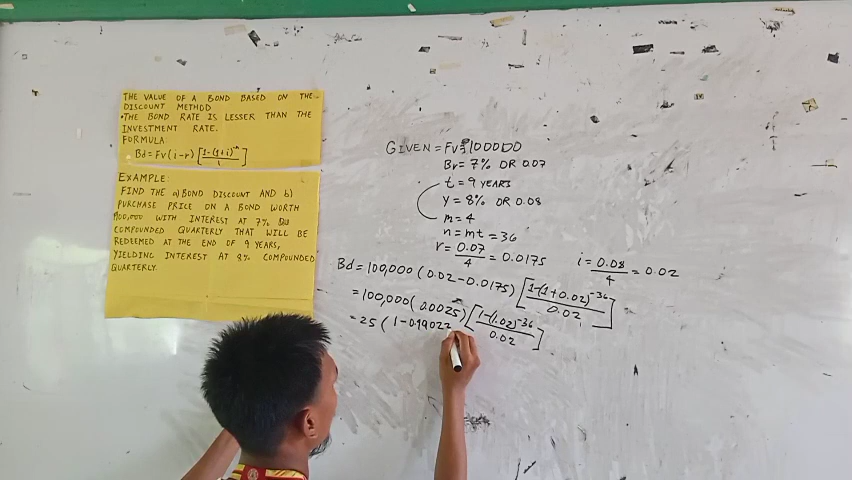 THE VALUE OF A BOND BASED ON THE
DISCOUNT METHOD
•THE BOND RATE IS LESSER THAN THE
INVESTMENT RATE.
FORMULA
Bd = FV(i-r) [1-(1+i)^-n / i]
EXAMPLE:
FIND THE a) BOND DISCOUNT AND b)
PURCHASE PRICE ON A BOND WORTH
₱100,000 WITH INTEREST AT 7%
COMPOUNDED QUARTERLY THAT WILL BE
REDEEMED AT THE END OF 9 YEARS,
YIELDING INTEREST AT 8% COMPOUNDED
QUARTERLY.
GIVEN = FV = 100000
Br = 7% OR 0.07
t = 9 YEARS
Y = 8% OR 0.08
m = 4
n = mt = 36
r = 0.07/4 = 0.0175 i = 0.08/4 = 0.02
Bd = 100,000 (0.02-0.0175) [1-(1+0.02)^-36 / 0.02]
= 100,000 (0.0025) [1-(1.02)^-36 / 0.02]
= 25 (1-0.49022